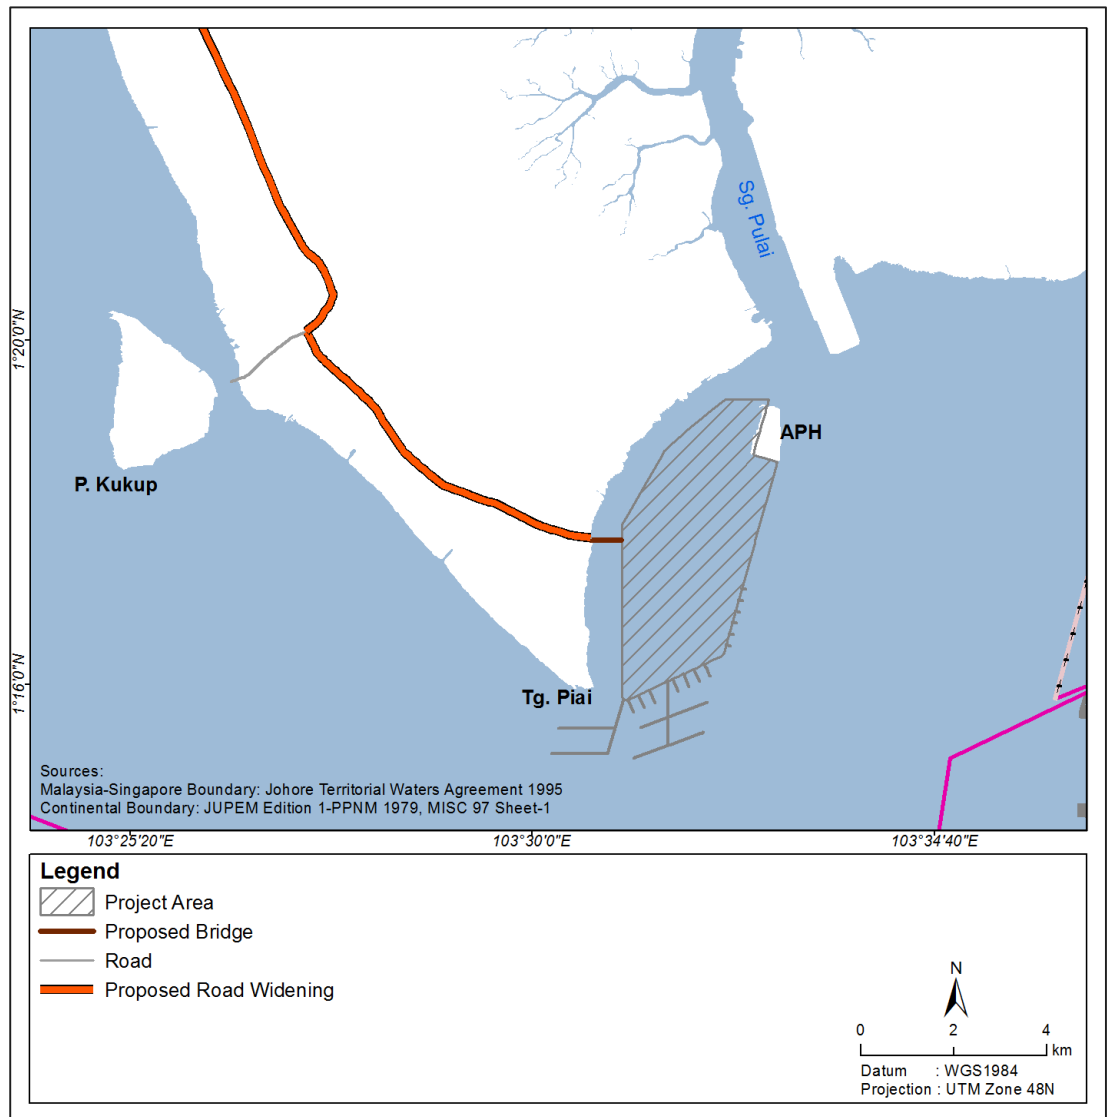 Sg. Pulai
1°20'0"N
APH
P. Kukup
1°16'0"N
Tg. Piai
Sources:
Malaysia-Singapore Boundary: Johore Territorial Waters Agreement 1995
Continental Boundary: JUPEM Edition 1-PPNM 1979, MISC 97 Sheet-1
103°25'20"E
103°30'0"E
103°34'40"E
Legend
Project Area
Proposed Bridge
Road
Proposed Road Widening
N
0 2 4
km
Datum : WGS1984
Projection : UTM Zone 48N